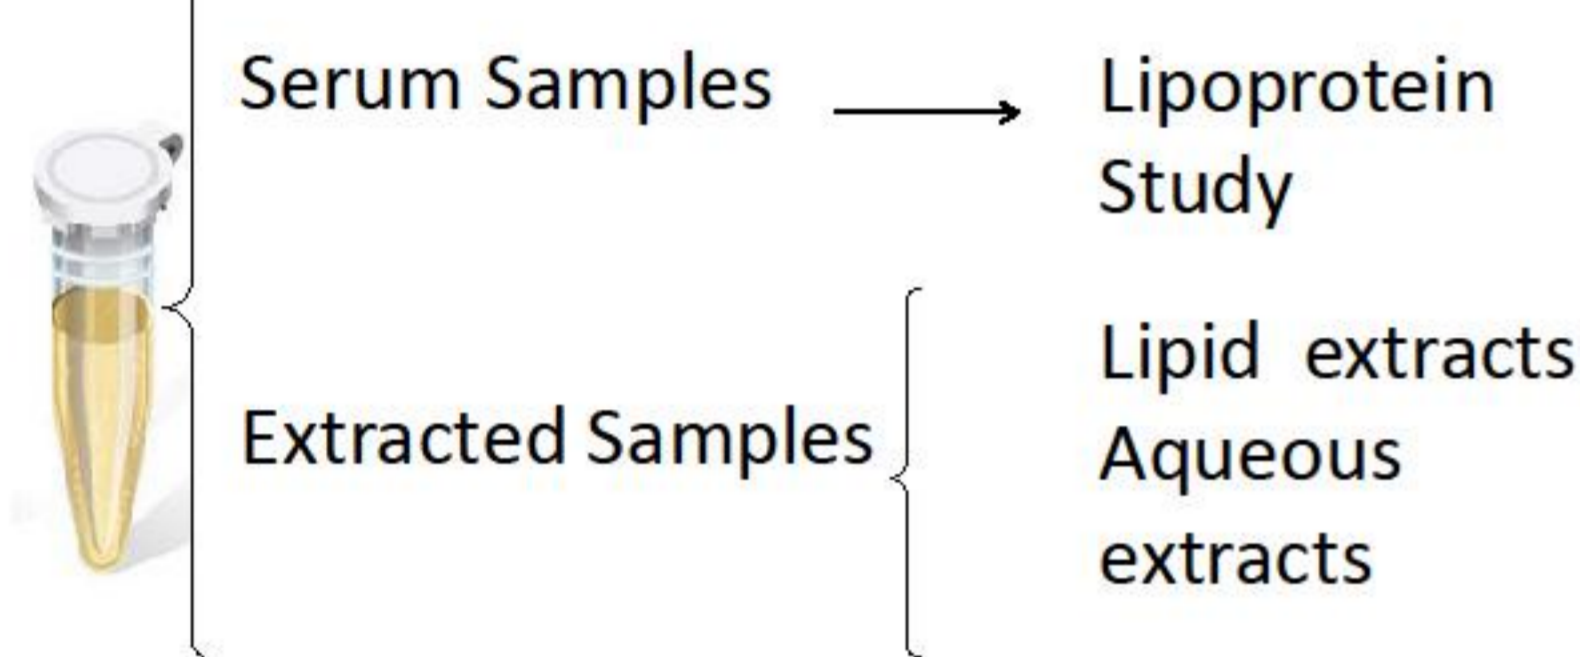 Serum Samples
Lipoprotein
Study
Extracted Samples
Lipid extracts
Aqueous
extracts